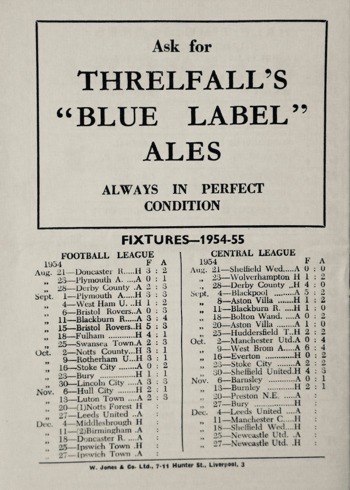 Ask for
THRELFALL'S
"BLUE LABEL"
ALES
ALWAYS IN PERFECT
CONDITION
FIXTURES—1954-55
FOOTBALL LEAGUE
1954 F A
Aug. 21—Doncaster R....H 3 : 2
„ 25—Plymouth A. ....A 0 : 1
„ 28—Derby County ..A 2 : 3
Sept. 1—Plymouth A.....H 3 : 3
„ 4—West Ham U. ..H 1 : 2
„ 6—Bristol Rovers..A 0 : 3
„ 11—Blackburn R.....A 3 : 4
„ 15—Bristol Rovers..H 5 : 3
„ 18—Fulham ............H 4 : 1
„ 25—Swansea Town.A 2 : 3
Oct. 2—Notts County...H 3 : 1
„ 9—Rotherham U...H 3 : 1
„ 16—Stoke City ........A 0 : 2
„ 23—Bury ................H 1 : 1
„ 30—Lincoln City .....A 3 : 3
Nov. 6—Hull City .........H 2 : 1
„ 13—Luton Town ......A 2 : 3
„ 20—(1)Notts Forest H :
„ 27—Leeds United ...A :
Dec. 4—Middlesbrough H :
„ 11—(2)Birmingham .A :
„ 18—Doncaster R. ....A :
„ 25—Ipswich Town .H :
„ 27—Ipswich Town .A :
CENTRAL LEAGUE
1954 F A
Aug. 21—Sheffield Wed.....A 0 : 0
„ 23—Wolverhampton H 1 : 2
„ 28—Derby County ..H 4 : 0
Sept. 4—Blackpool ..........A 5 : 2
„ 8—Aston Villa ......H 1 : 2
„ 11—Blackburn R. ....H 1 : 0
„ 18—Bolton Wand. ..A 0 : 2
„ 20—Aston Villa ......A 1 : 0
„ 25—Huddersfield T..H 2 : 2
Oct. 2—Manchester Utd.A 0 : 4
„ 9—West Brom A....A 6 : 4
„ 16—Everton .............H 0 : 2
„ 23—Stoke City ........A 2 : 2
„ 30—Sheffield United.H 4 : 3
Nov. 6—Barnsley ...........A 0 : 1
„ 13—Burnley ............H 2 : 1
„ 20—Preston N.E. ....A :
„ 27—Bury ................H :
Dec. 4—Leeds United ....A :
„ 11—Manchester C....H :
„ 18—Sheffield Wed....H :
„ 25—Newcastle Utd. .A :
„ 27—Newcastle Utd. .H :
W. Jones & Co. Ltd., 7-11 Hunter St., Liverpool, 3